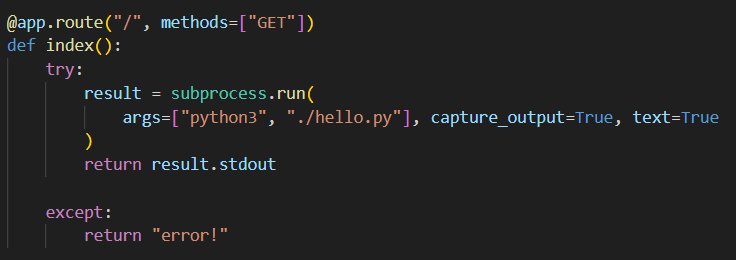 @app.route("/", methods=["GET"])
def index():
    try:
        result = subprocess.run(
            args=["python3", "./hello.py"], capture_output=True, text=True
        )
        return result.stdout

    except:
        return "error!"